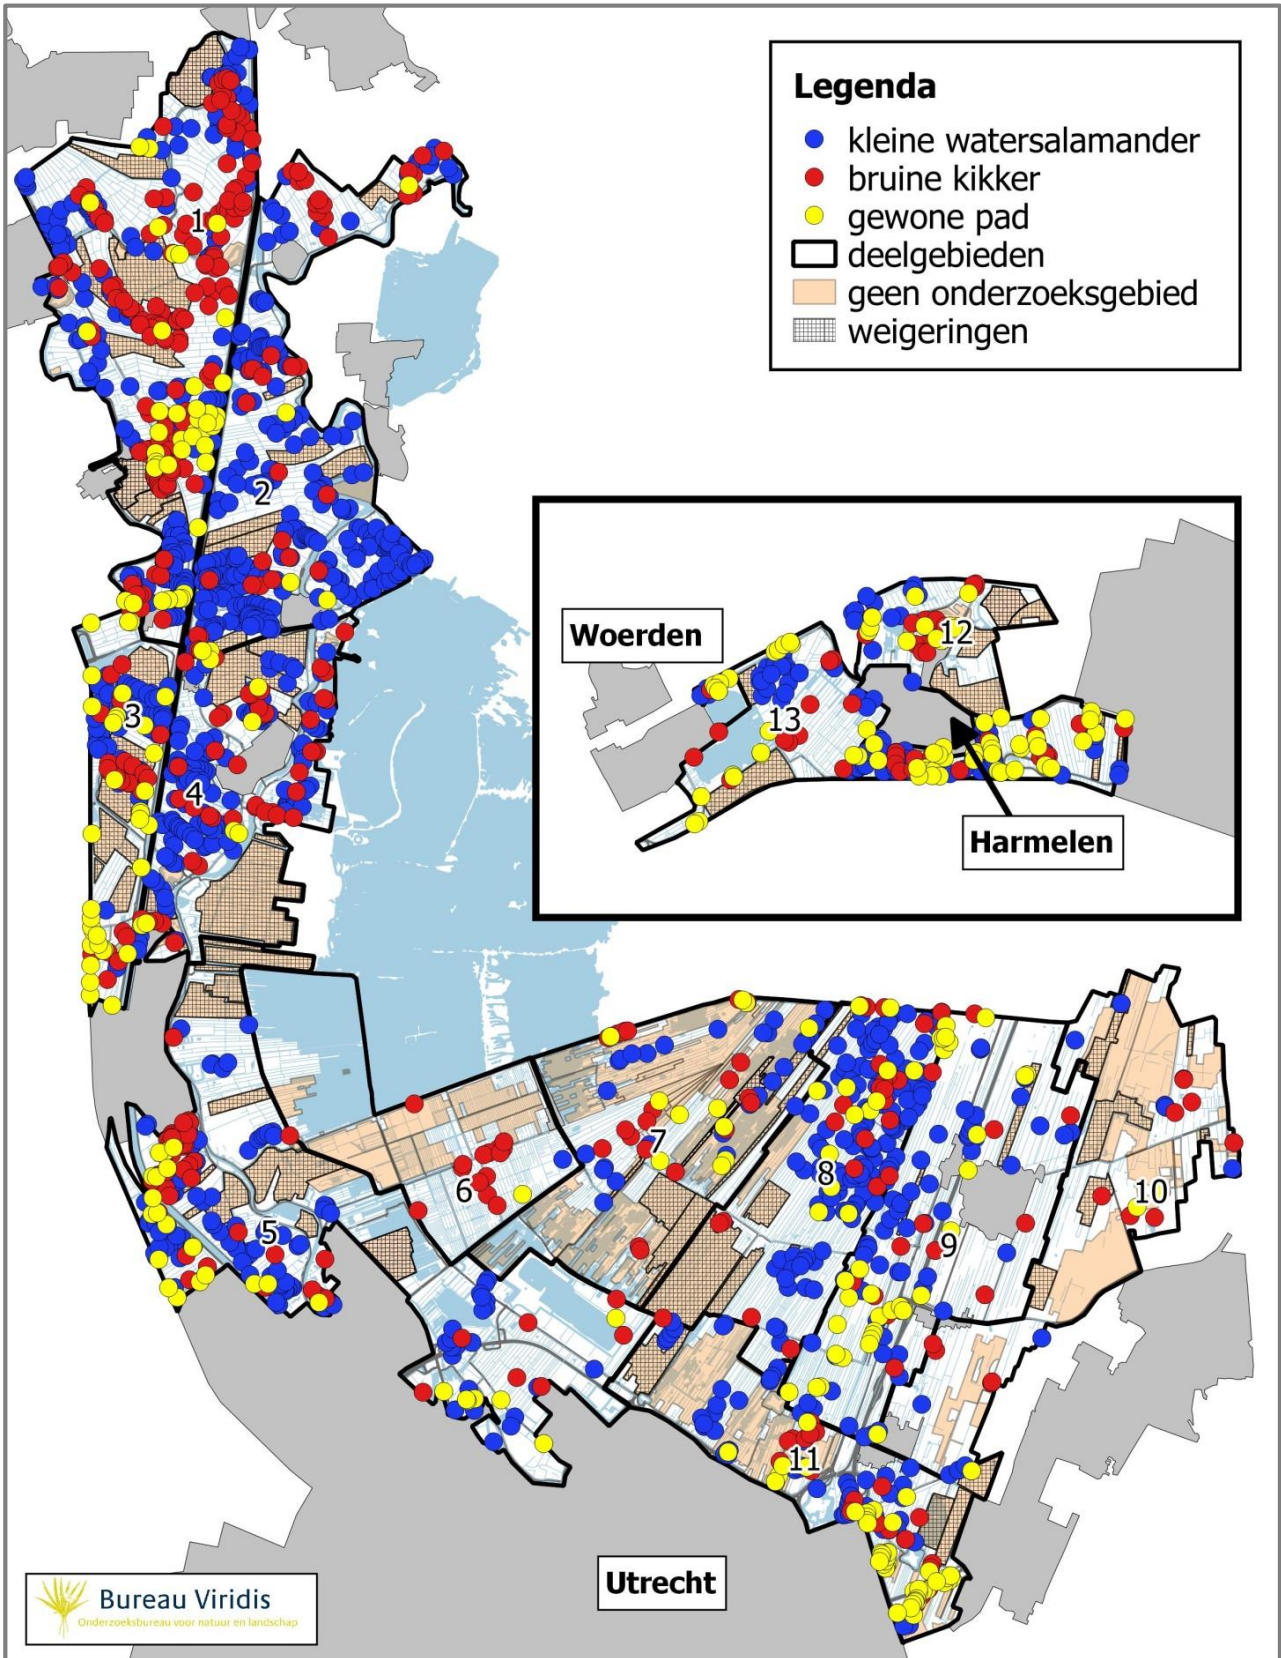 Legenda
kleine watersalamander
bruine kikker
gewone pad
deelgebieden
geen onderzoeksgebied
weigeringen
1
2
3
4
Woerden
12
13
Harmelen
5
6
7
8
9
10
11
Utrecht
Bureau Viridis
Onderzoeksbureau voor natuur en landschap